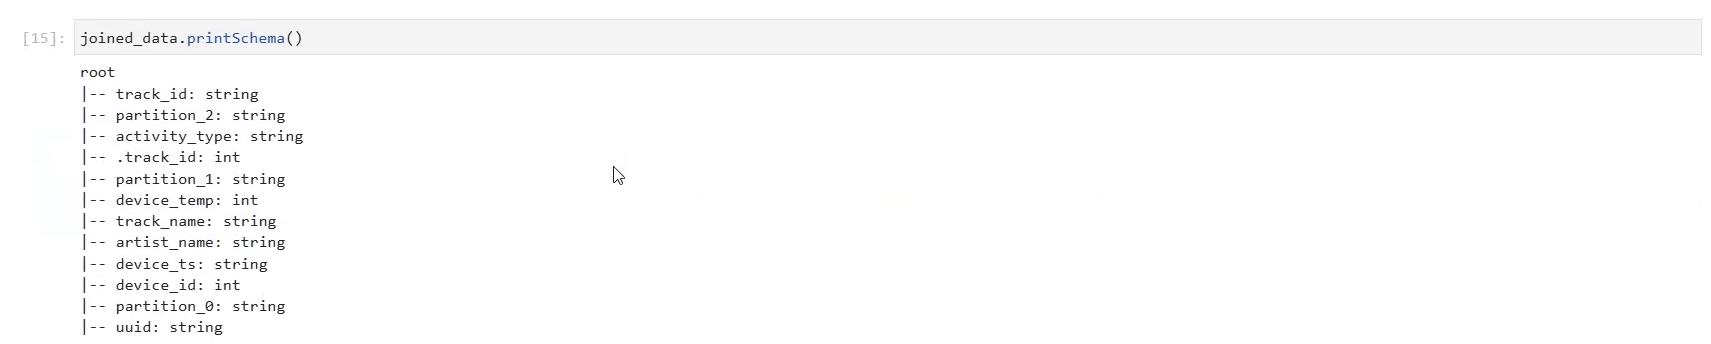 [15]: joined_data.printSchema()
root
|-- track_id: string
|-- partition_2: string
|-- activity_type: string
|-- .track_id: int
|-- partition_1: string
|-- device_temp: int
|-- track_name: string
|-- artist_name: string
|-- device_ts: string
|-- device_id: int
|-- partition_0: string
|-- uuid: string